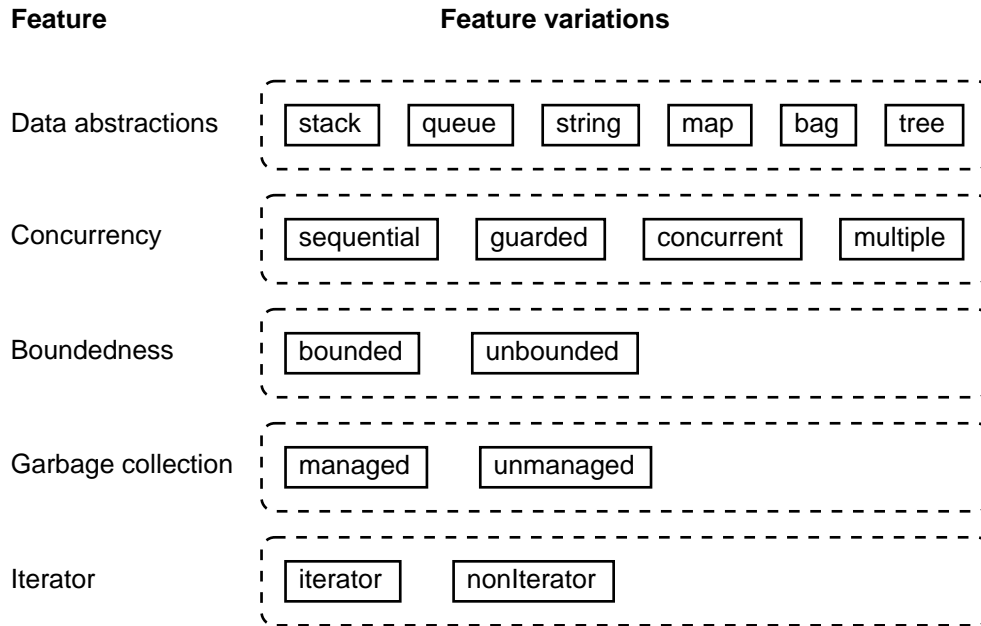 Feature Feature variations
Data abstractions stack queue string map bag tree
Concurrency sequential guarded concurrent multiple
Boundedness bounded unbounded
Garbage collection managed unmanaged
Iterator iterator nonIterator